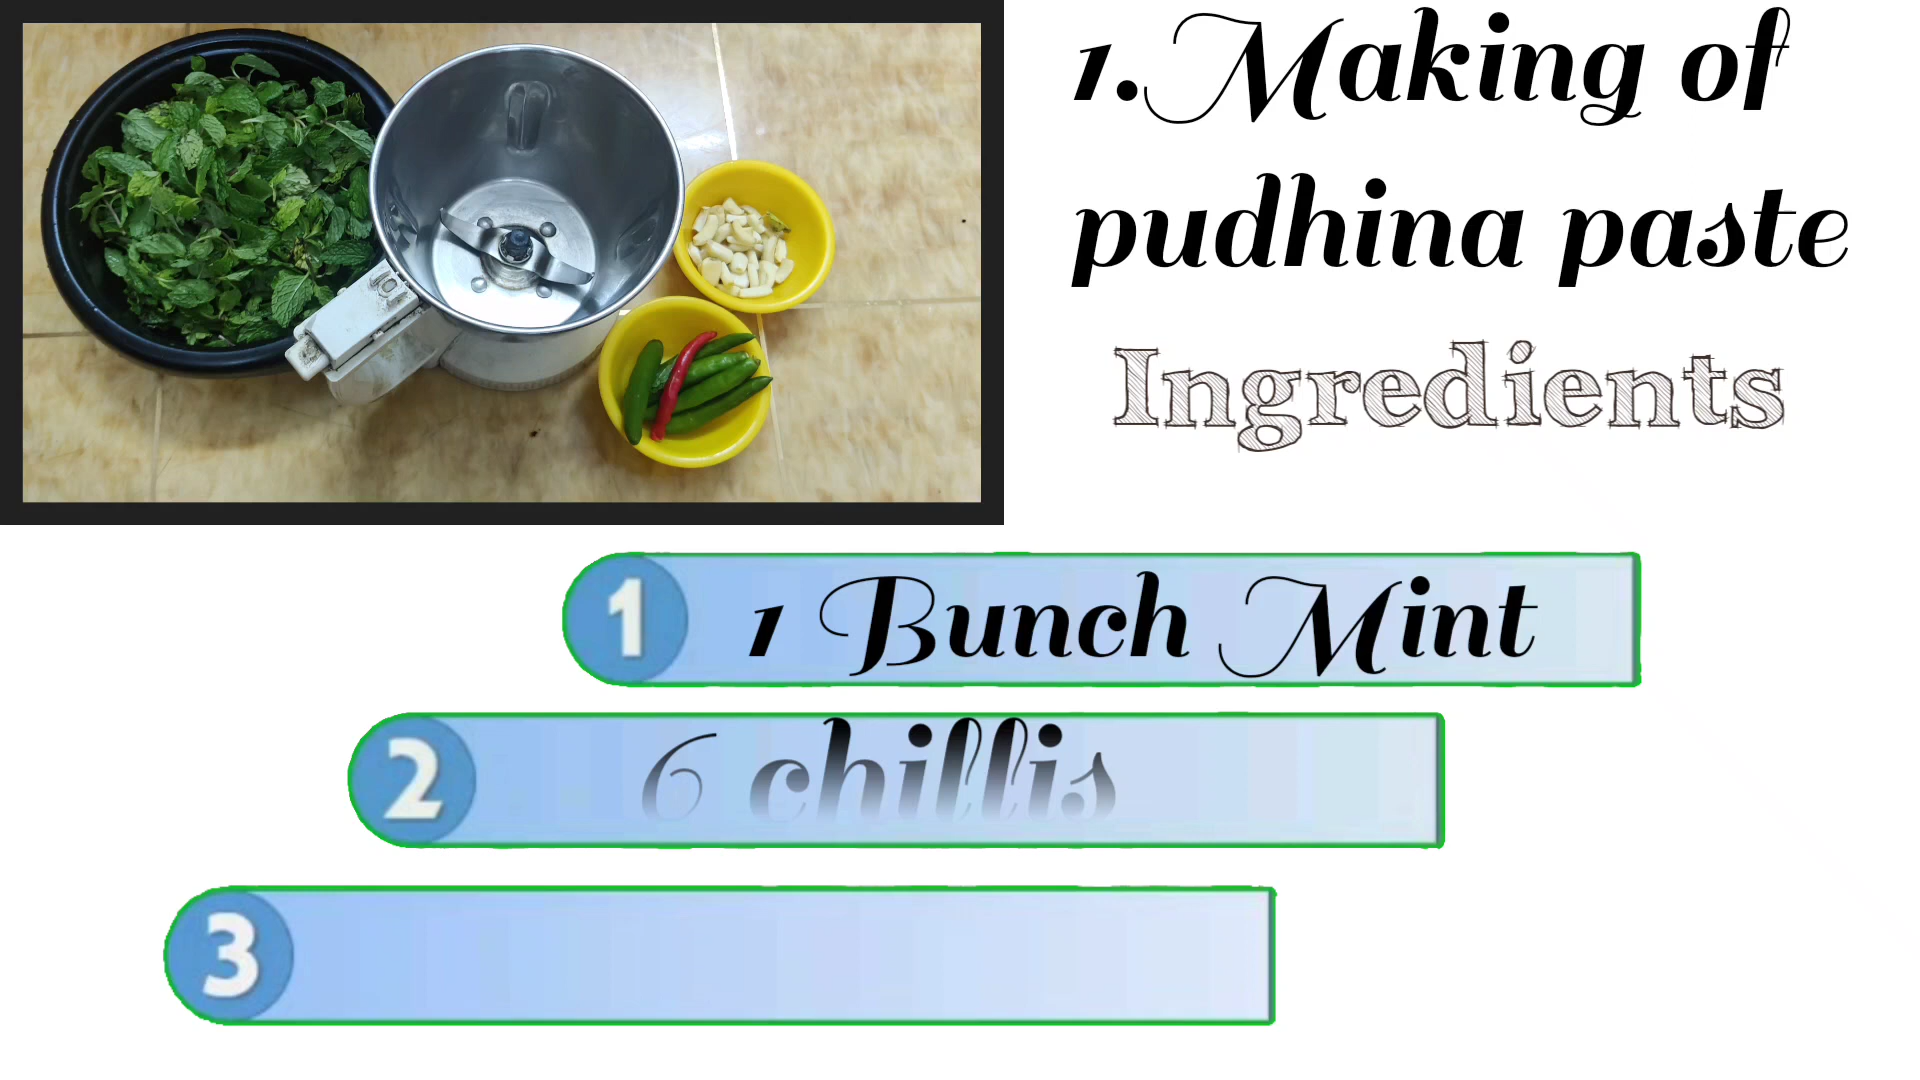 1.Making of
pudhina paste
Ingredients
1 1 Bunch Mint
2 6 chillis
3